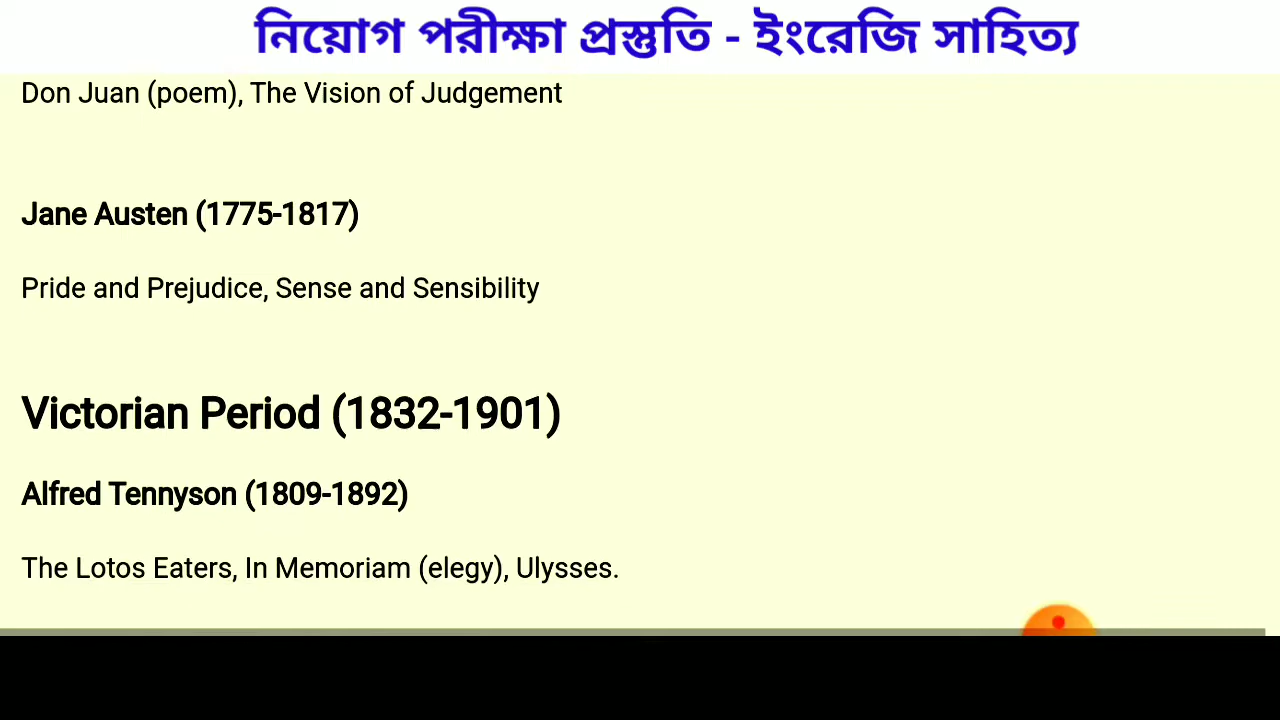 নিয়োগ পরীক্ষা প্রস্তুতি - ইংরেজি সাহিত্য
Don Juan (poem), The Vision of Judgement
Jane Austen (1775-1817)
Pride and Prejudice, Sense and Sensibility
Victorian Period (1832-1901)
Alfred Tennyson (1809-1892)
The Lotos Eaters, In Memoriam (elegy), Ulysses.